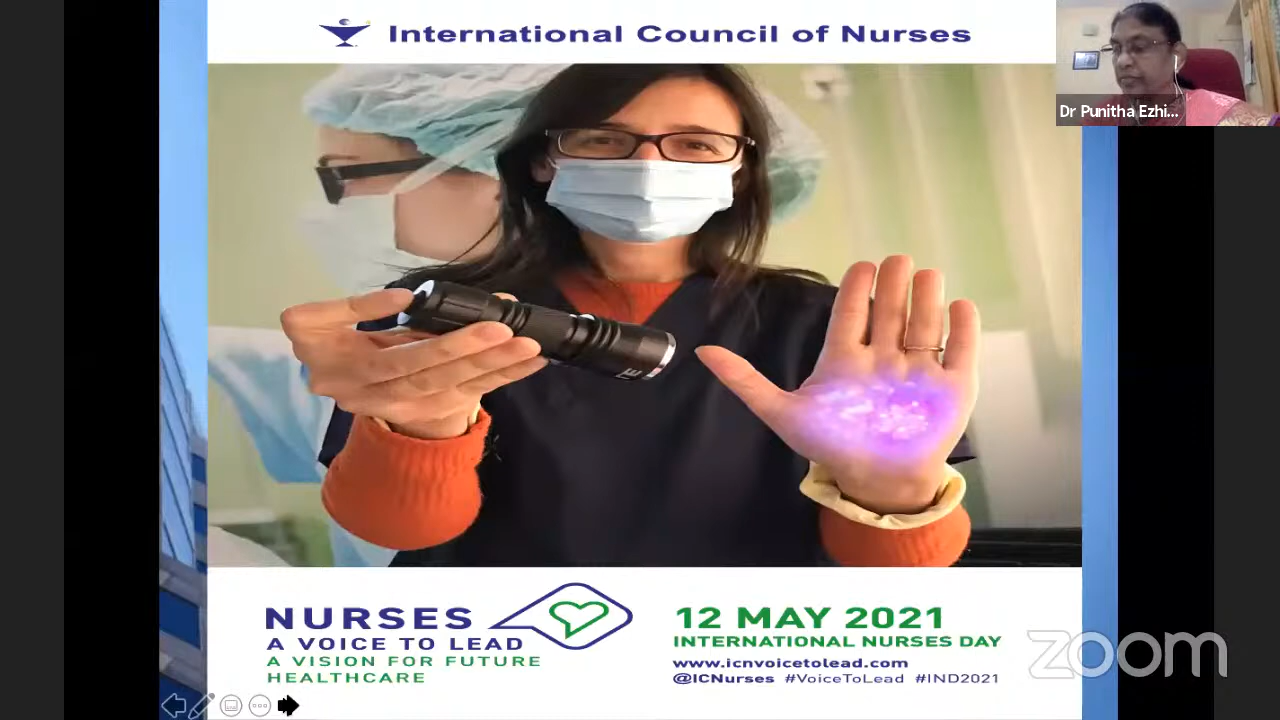 International Council of Nurses
Dr Punitha Ezhi...
NURSES
A VOICE TO LEAD
A VISION FOR FUTURE
HEALTHCARE
12 MAY 2021
INTERNATIONAL NURSES DAY
www.icnvoicetolead.com
@ICNurses #VoiceToLead #IND2021
zoom